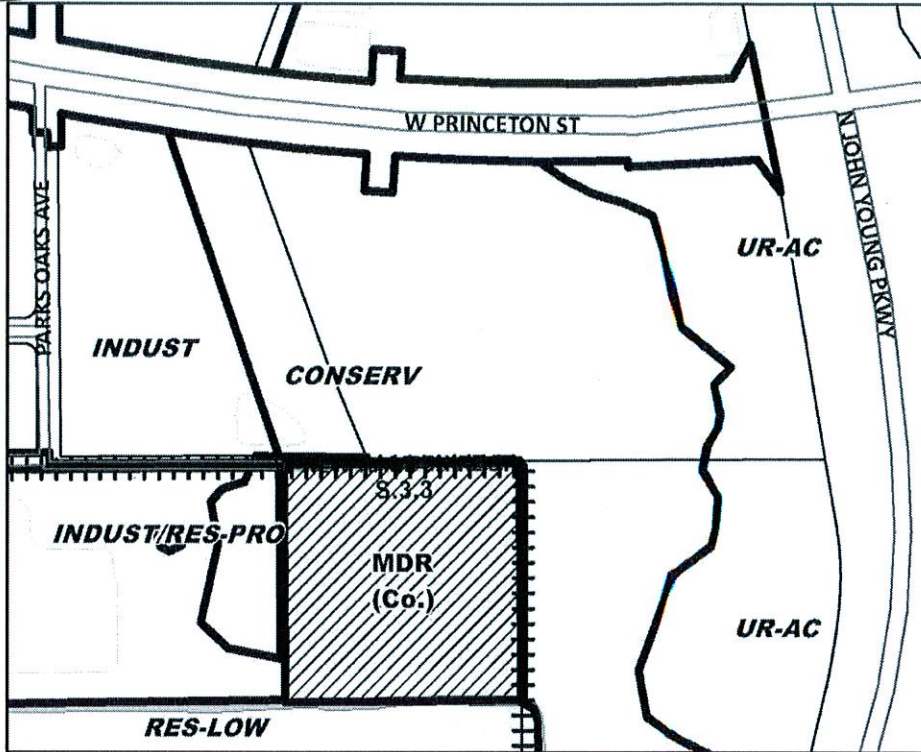 W PRINCETON ST
PARKS OAKS AVE
N JOHN YOUNG PKWY
UR-AC
INDUST
CONSERV
S.3.3
INDUST/RES-PRO
MDR
(Co.)
UR-AC
RES-LOW